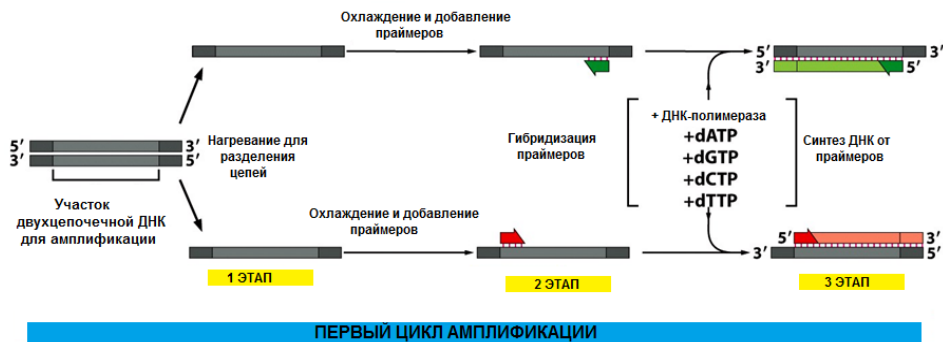 Охлаждение и добавление
праймеров
5′
3′
3′
5′
+ ДНК-полимераза
+dATP
+dGTP
+dCTP
+dTTP
Гибридизация
праймеров
Синтез ДНК от
праймеров
5′
3′
3′
5′
Нагревание для
разделения
цепей
Участок
двухцепочечной ДНК
для амплификации
Охлаждение и добавление
праймеров
5′
3′
3′
5′
1 ЭТАП
2 ЭТАП
3 ЭТАП
ПЕРВЫЙ ЦИКЛ АМПЛИФИКАЦИИ